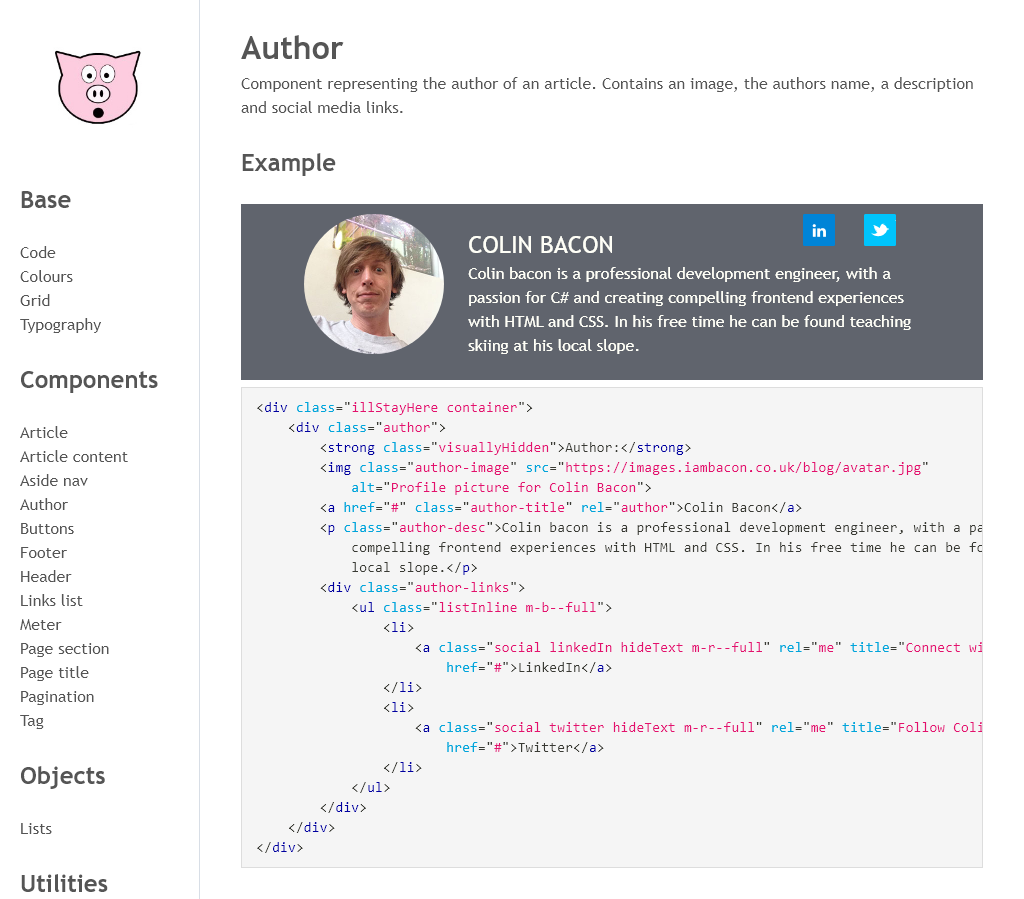 Base
Code
Colours
Grid
Typography
Components
Article
Article content
Aside nav
Author
Buttons
Footer
Header
Links list
Meter
Page section
Page title
Pagination
Tag
Objects
Lists
Utilities
Author
Component representing the author of an article. Contains an image, the authors name, a description
and social media links.
Example
in
COLIN BACON
Colin bacon is a professional development engineer, with a
passion for C# and creating compelling frontend experiences
with HTML and CSS. In his free time he can be found teaching
skiing at his local slope.
<div class="illStayHere container">
<div class="author">
<strong class="visuallyHidden">Author:</strong>
<img class="author-image" src="https://images.iambacon.co.uk/blog/avatar.jpg"
alt="Profile picture for Colin Bacon">
<a href="#" class="author-title" rel="author">Colin Bacon</a>
<p class="author-desc">Colin bacon is a professional development engineer, with a pa
compelling frontend experiences with HTML and CSS. In his free time he can be fo
local slope.</p>
<div class="author-links">
<ul class="listInline m-b--full">
<li>
<a class="social linkedIn hideText m-r--full" rel="me" title="Connect wi
href="#">LinkedIn</a>
</li>
<li>
<a class="social twitter hideText m-r--full" rel="me" title="Follow Coli
href="#">Twitter</a>
</li>
</ul>
</div>
</div>
</div>